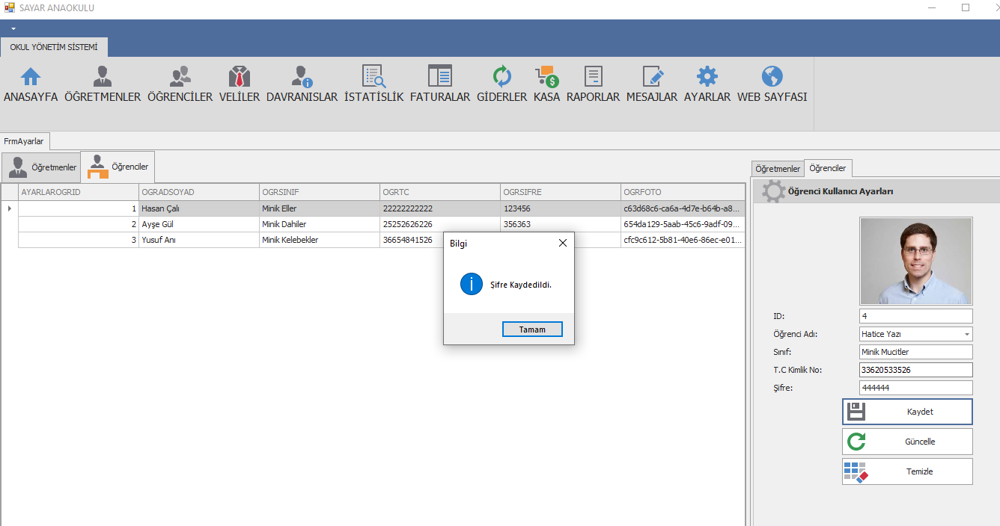 SAYAR ANAOKULU
OKUL YÖNETİM SİSTEMİ
ANASAYFA ÖĞRETMENLER ÖĞRENCİLER VELİLER DAVRANISLAR İSTATİSLİK FATURALAR GİDERLER KASA RAPORLAR MESAJLAR AYARLAR WEB SAYFASI
FrmAyarlar
Öğretmenler Öğrenciler
AYARLAROGRID OGRADSOYAD OGRSINIF OGRTC OGRSIFRE OGRFOTO
1 Hasan Çalı Minik Eller 22222222222 123456 c63d68c6-ca6a-4d7e-b64b-a8...
2 Ayşe Gül Minik Dahiler 25252626226 356363 654da129-5aab-45c6-9adf-09...
3 Yusuf Anı Minik Kelebekler 36654841526 cfc9c612-5b81-40e6-86ec-e01...
Bilgi
Şifre Kaydedildi.
Tamam
Öğretmenler Öğrenciler
Öğrenci Kullanıcı Ayarları
ID: 4
Öğrenci Adı: Hatice Yazı
Sınıf: Minik Mucitler
T.C Kimlik No: 33620533526
Şifre: 444444
Kaydet
Güncelle
Temizle